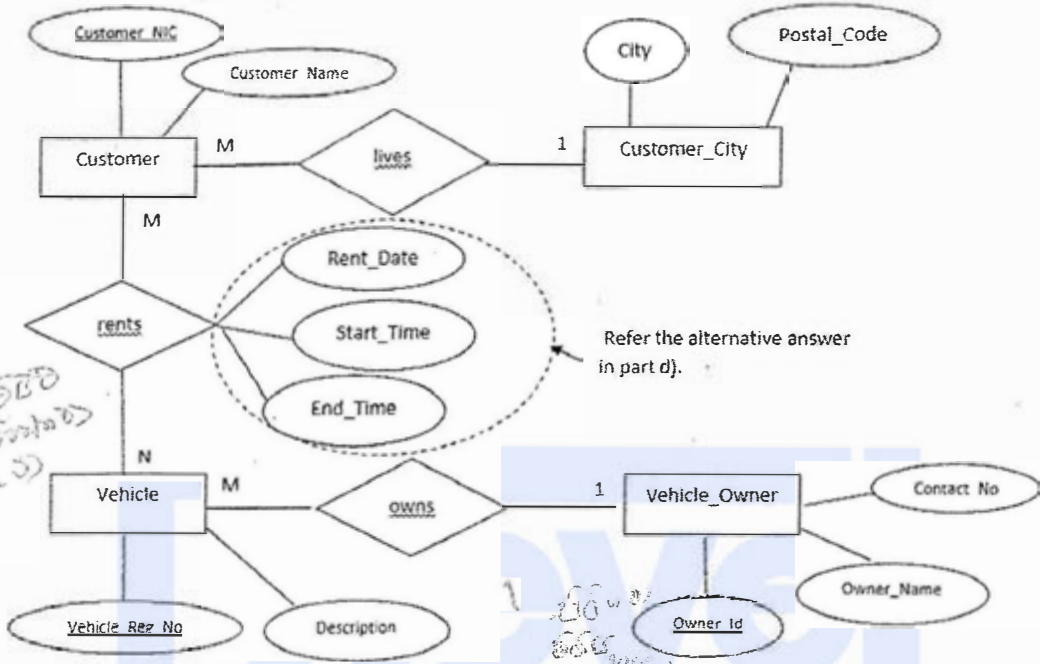 Customer_NIC
Customer_Name
City
Postal_Code
Customer
M
lives
1
Customer_City
M
Rent_Date
rents
Start_Time
Refer the alternative answer
in part d).
End_Time
N
Vehicle
M
owns
1
Vehicle_Owner
Contact_No
Owner_Name
Vehicle_Reg_No
Description
Owner_Id